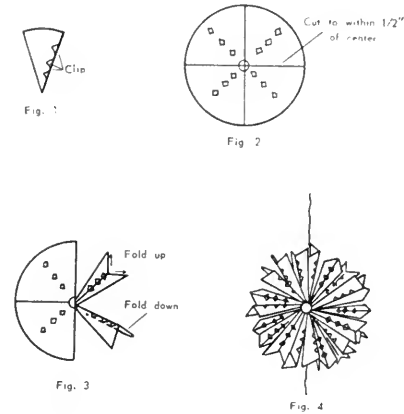 Clip
Fig. 1
Cut to within 1/2"
of center
Fig 2
Fold up
Fold down
Fig. 3
Fig. 4